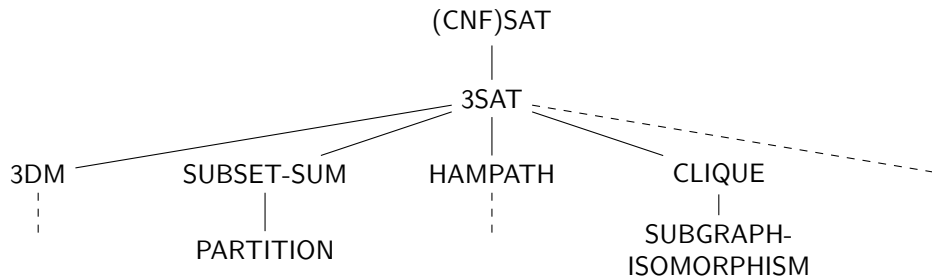 (CNF)SAT
3SAT
3DM SUBSET-SUM HAMPATH CLIQUE
PARTITION
SUBGRAPH-
ISOMORPHISM